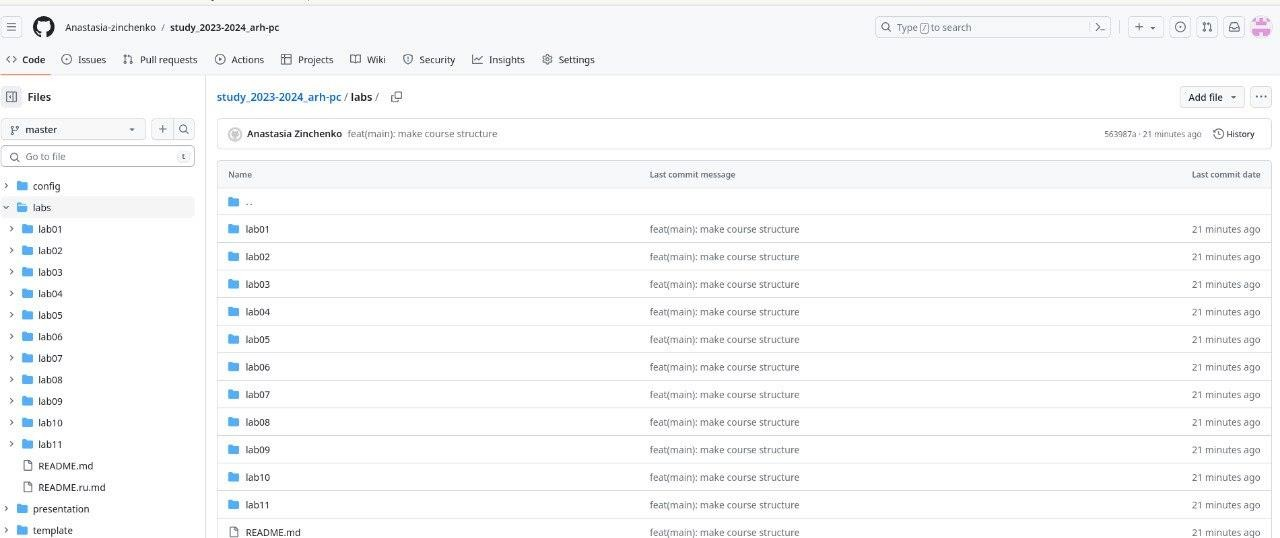 Anastasia-zinchenko / study_2023-2024_arh-pc
Type / to search
Code Issues Pull requests Actions Projects Wiki Security Insights Settings
Files
master
Go to file t
config
labs
lab01
lab02
lab03
lab04
lab05
lab06
lab07
lab08
lab09
lab10
lab11
README.md
README.ru.md
presentation
template
study_2023-2024_arh-pc / labs /
Add file
Anastasia Zinchenko feat(main): make course structure 563987a · 21 minutes ago History
Name Last commit message Last commit date
..
lab01 feat(main): make course structure 21 minutes ago
lab02 feat(main): make course structure 21 minutes ago
lab03 feat(main): make course structure 21 minutes ago
lab04 feat(main): make course structure 21 minutes ago
lab05 feat(main): make course structure 21 minutes ago
lab06 feat(main): make course structure 21 minutes ago
lab07 feat(main): make course structure 21 minutes ago
lab08 feat(main): make course structure 21 minutes ago
lab09 feat(main): make course structure 21 minutes ago
lab10 feat(main): make course structure 21 minutes ago
lab11 feat(main): make course structure 21 minutes ago
README.md feat(main): make course structure 21 minutes ago